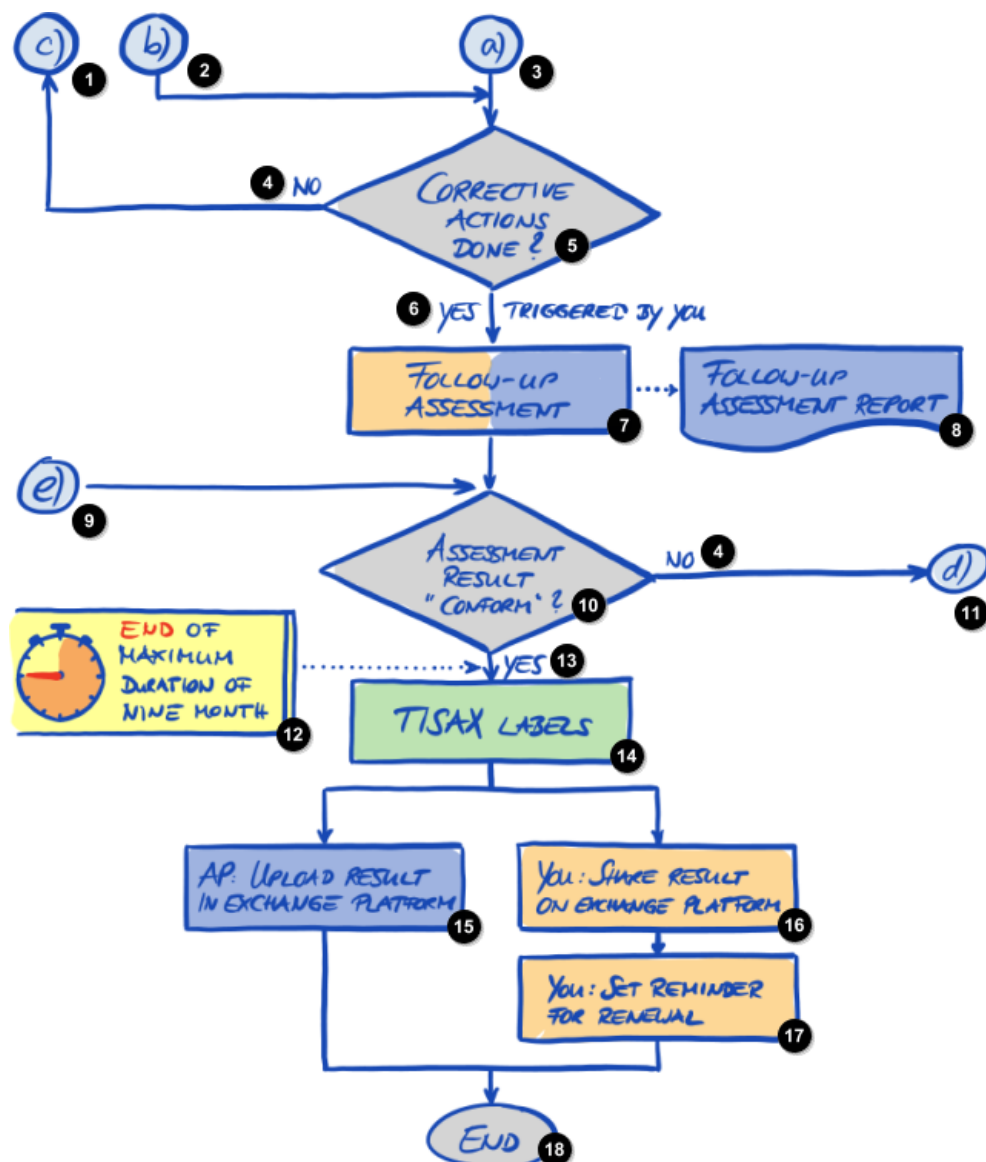 c)
1
b)
2
a)
3
4 NO
CORRECTIVE
ACTIONS
DONE?
5
6 YES TRIGGERED BY YOU
FOLLOW-UP
ASSESSMENT
7
FOLLOW-UP
ASSESSMENT REPORT
8
e)
9
ASSESSMENT
RESULT
"CONFORM"?
10
NO 4
d)
11
END OF
MAXIMUM
DURATION OF
NINE MONTH
12
YES 13
TISAX LABELS
14
AP: UPLOAD RESULT
IN EXCHANGE PLATFORM
15
YOU: SHARE RESULT
ON EXCHANGE PLATFORM
16
YOU: SET REMINDER
FOR RENEWAL
17
END
18